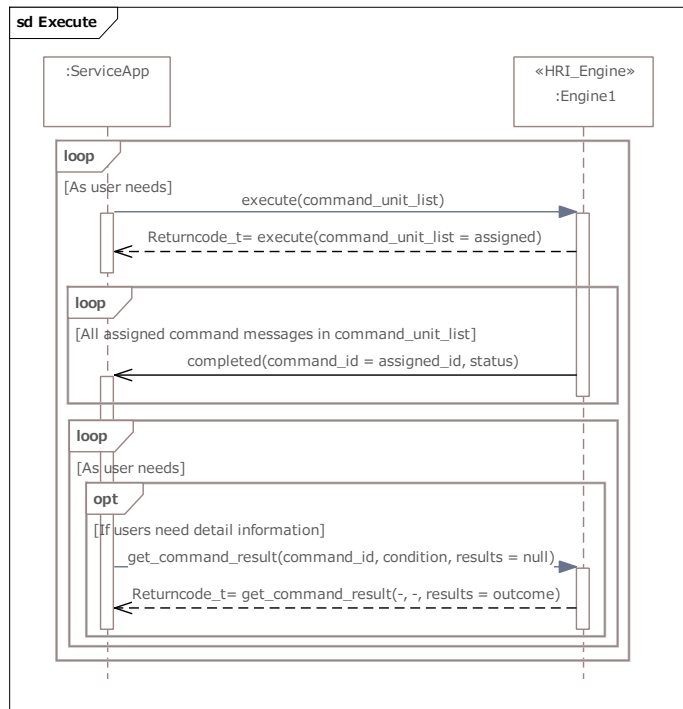 sd Execute
:ServiceApp
«HRI_Engine»
:Engine1
loop
[As user needs]
execute(command_unit_list)
Returncode_t= execute(command_unit_list = assigned)
loop
[All assigned command messages in command_unit_list]
completed(command_id = assigned_id, status)
loop
[As user needs]
opt
[If users need detail information]
get_command_result(command_id, condition, results = null)
Returncode_t= get_command_result(-, -, results = outcome)